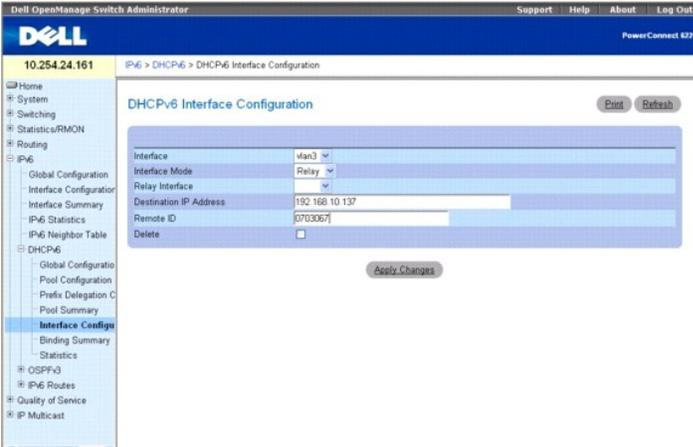 Dell OpenManage Switch Administrator
Support Help About Log Out
DELL
PowerConnect 622
10.254.24.161
IPv6 > DHCPv6 > DHCPv6 Interface Configuration
Home
System
Switching
Statistics/RMON
Routing
IPv6
Global Configuration
Interface Configuration
Interface Summary
IPv6 Statistics
IPv6 Neighbor Table
DHCPv6
Global Configuratio
Pool Configuration
Prefix Delegation C
Pool Summary
Interface Configu
Binding Summary
Statistics
OSPFv3
IPv6 Routes
Quality of Service
IP Multicast
DHCPv6 Interface Configuration
Print Refresh
Interface vlan3
Interface Mode Relay
Relay Interface
Destination IP Address 192.168.10.137
Remote ID 0703067
Delete
Apply Changes